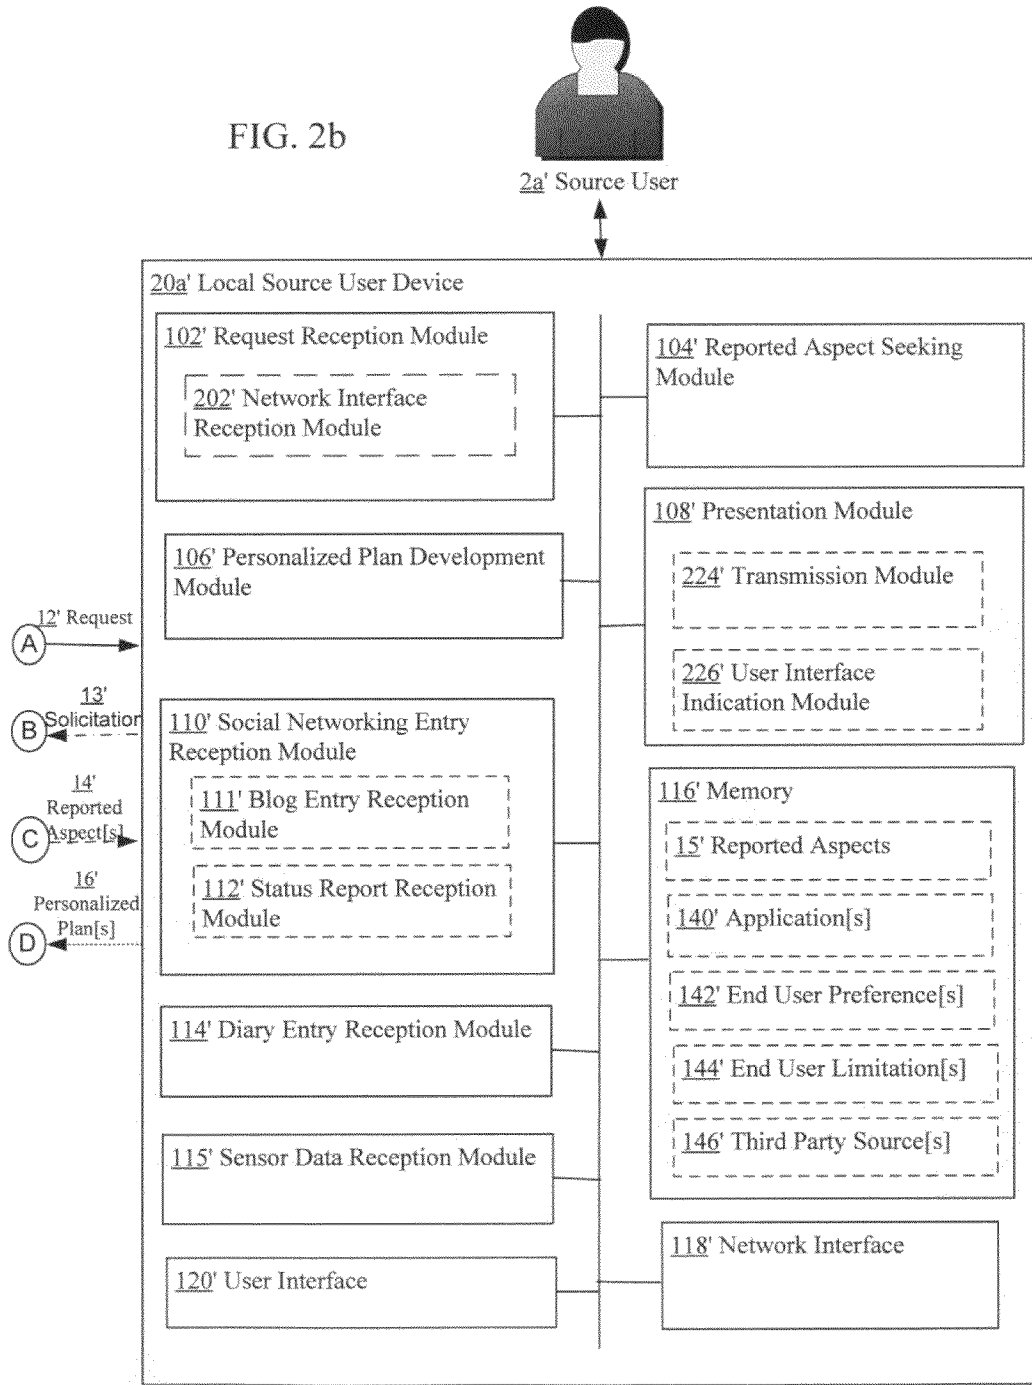 FIG. 2b
2a' Source User
20a' Local Source User Device
102' Request Reception Module
202' Network Interface
Reception Module
104' Reported Aspect Seeking
Module
106' Personalized Plan Development
Module
108' Presentation Module
224' Transmission Module
226' User Interface
Indication Module
12' Request
A
13'
Solicitation
B
14'
Reported
Aspect[s]
C
16'
Personalized
Plan[s]
D
110' Social Networking Entry
Reception Module
111' Blog Entry Reception
Module
112' Status Report Reception
Module
116' Memory
15' Reported Aspects
140' Application[s]
142' End User Preference[s]
144' End User Limitation[s]
146' Third Party Source[s]
114' Diary Entry Reception Module
115' Sensor Data Reception Module
120' User Interface
118' Network Interface